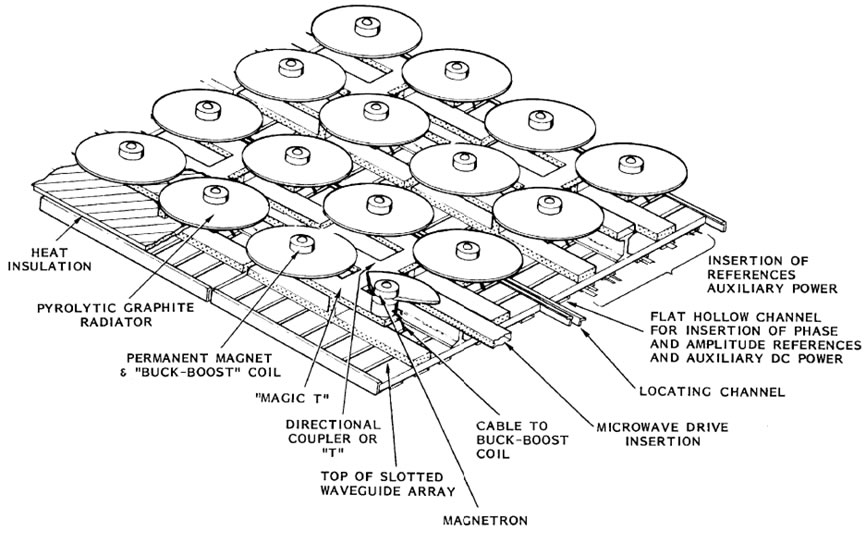 HEAT
INSULATION
PYROLYTIC GRAPHITE
RADIATOR
PERMANENT MAGNET
& "BUCK-BOOST" COIL
"MAGIC T"
DIRECTIONAL
COUPLER OR
"T"
TOP OF SLOTTED
WAVEGUIDE ARRAY
MAGNETRON
CABLE TO
BUCK-BOOST
COIL
MICROWAVE DRIVE
INSERTION
LOCATING CHANNEL
FLAT HOLLOW CHANNEL
FOR INSERTION OF PHASE
AND AMPLITUDE REFERENCES
AND AUXILIARY DC POWER
INSERTION OF
REFERENCES
AUXILIARY POWER